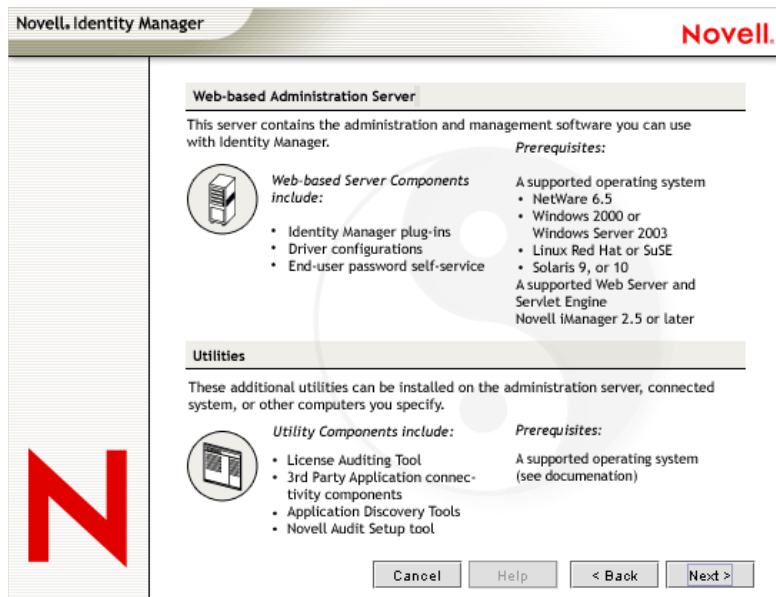 Novell. Identity Manager
Novell.
Web-based Administration Server
This server contains the administration and management software you can use
with Identity Manager.
Web-based Server Components
include:
• Identity Manager plug-ins
• Driver configurations
• End-user password self-service
Prerequisites:
A supported operating system
• NetWare 6.5
• Windows 2000 or
Windows Server 2003
• Linux Red Hat or SuSE
• Solaris 9, or 10
A supported Web Server and
Servlet Engine
Novell iManager 2.5 or later
Utilities
These additional utilities can be installed on the administration server, connected
system, or other computers you specify.
Utility Components include:
• License Auditing Tool
• 3rd Party Application connec-
tivity components
• Application Discovery Tools
• Novell Audit Setup tool
Prerequisites:
A supported operating system
(see documenation)
N
Cancel
Help
< Back
Next >